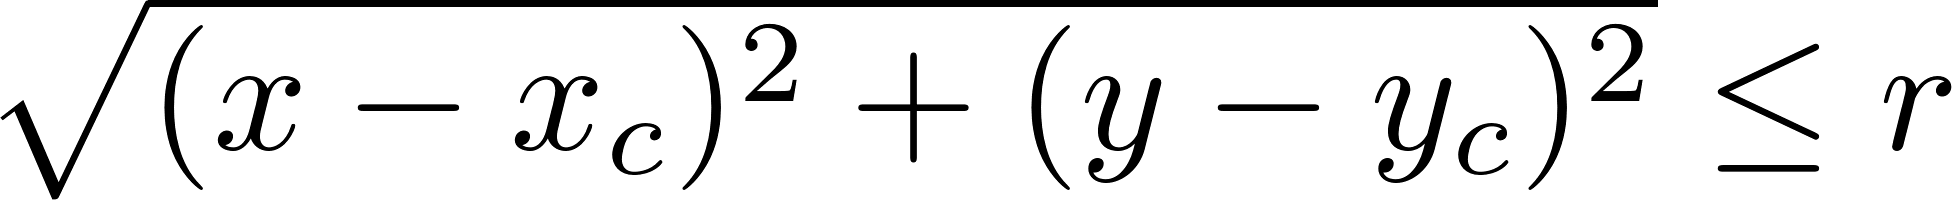 √(x − x_c)² + (y − y_c)² ≤ r